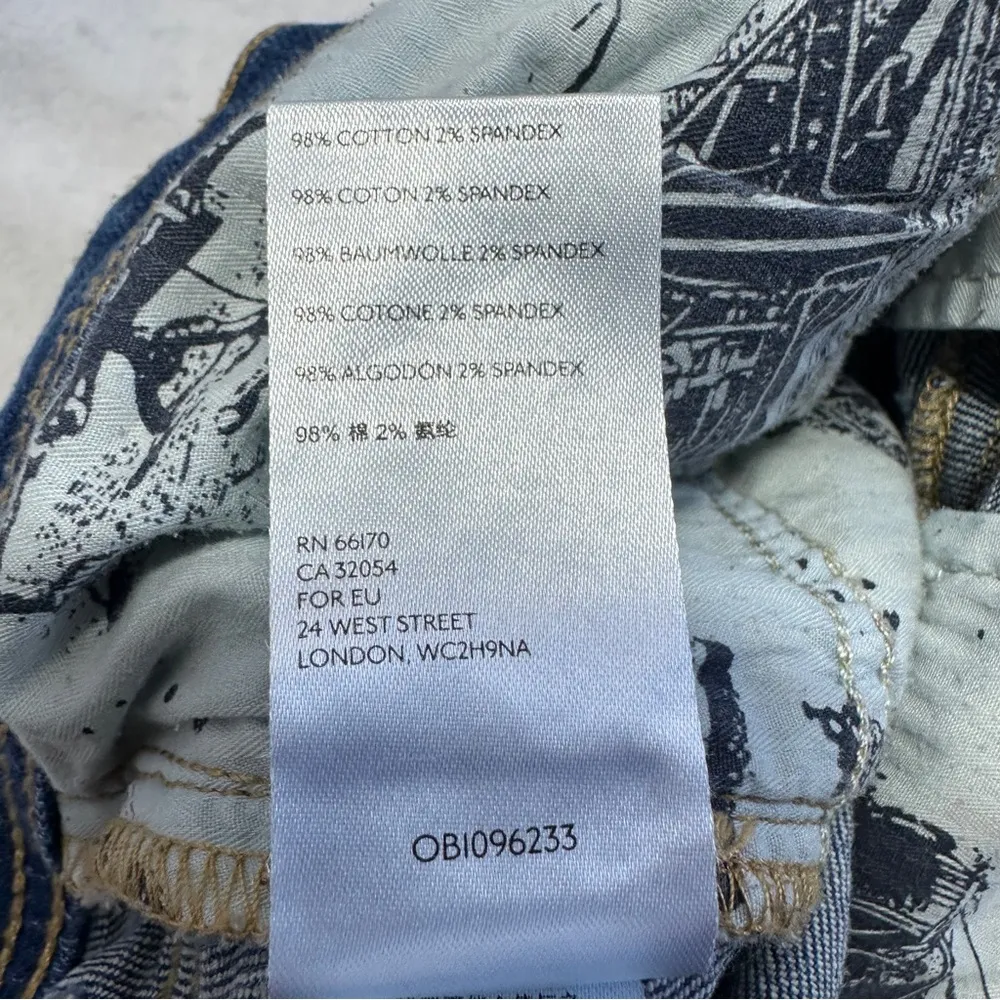 98% COTTON 2% SPANDEX
98% COTON 2% SPANDEX
98% BAUMWOLLE 2% SPANDEX
98% COTONE 2% SPANDEX
98% ALGODÓN 2% SPANDEX
98% 棉 2% 氨纶
RN 66170
CA 32054
FOR EU
24 WEST STREET
LONDON, WC2H9NA
OB1096233